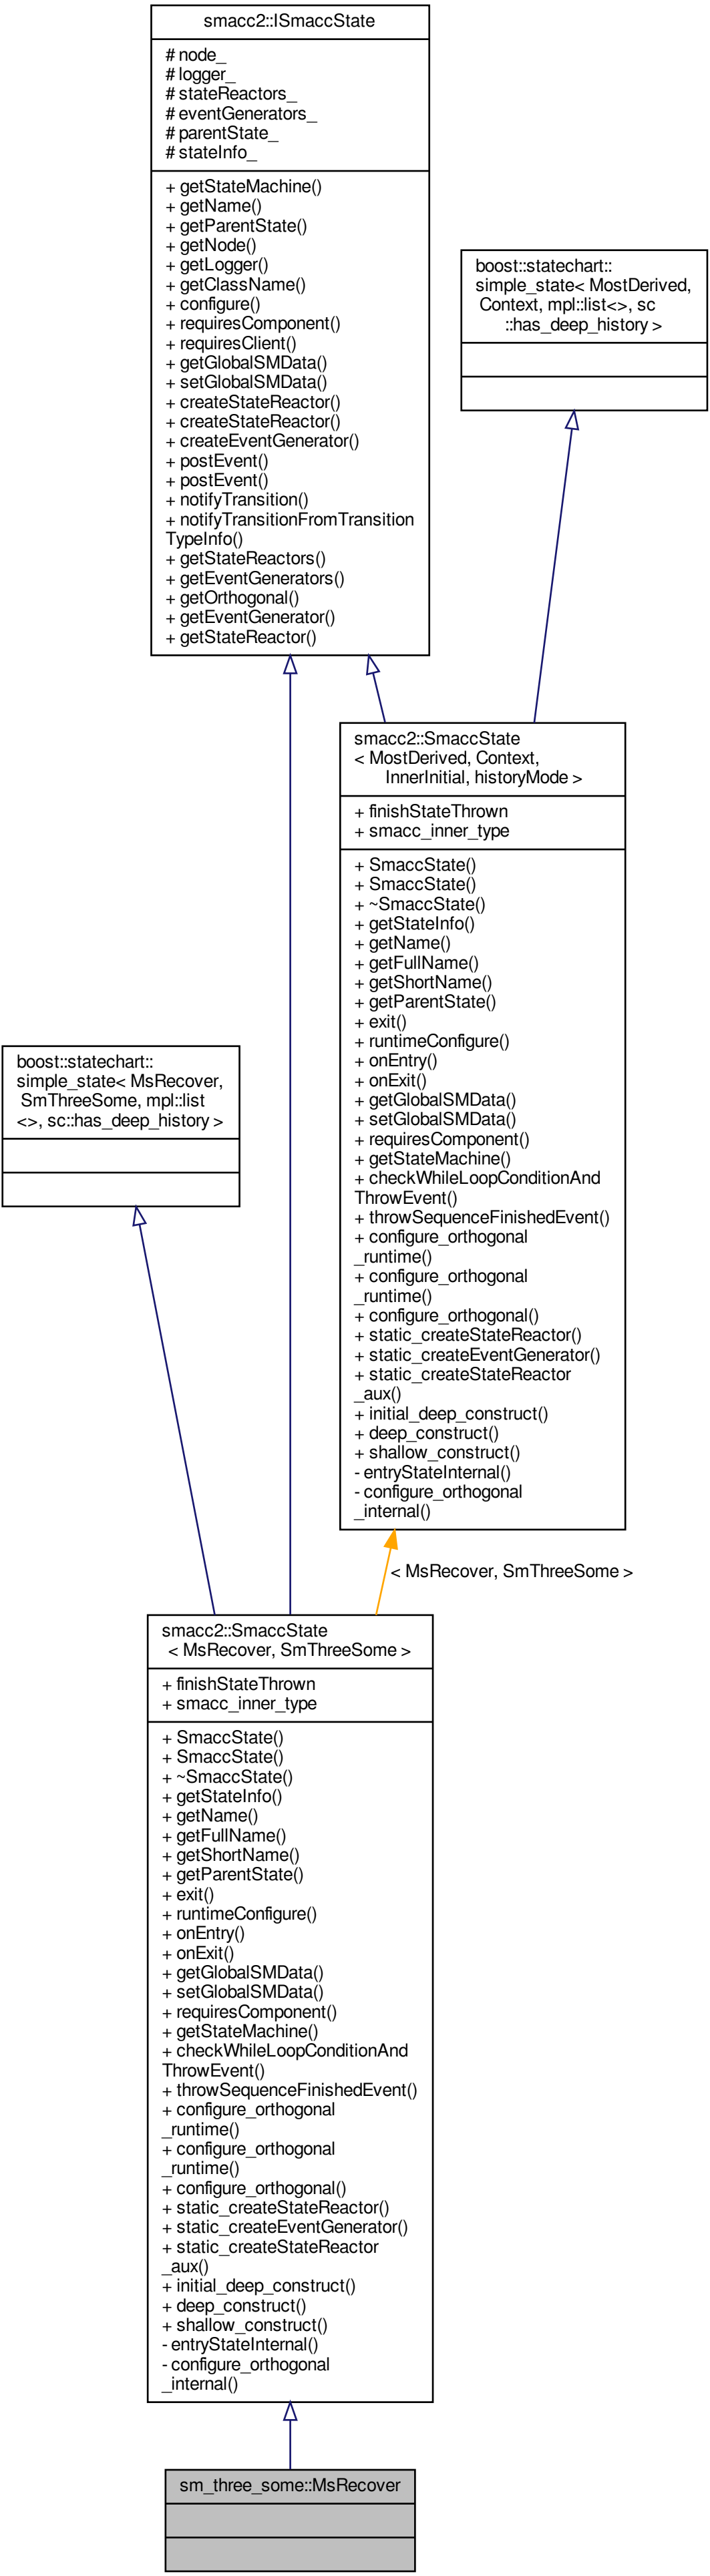 smacc2::ISmaccState
# node_
# logger_
# stateReactors_
# eventGenerators_
# parentState_
# stateInfo_
+ getStateMachine()
+ getName()
+ getParentState()
+ getNode()
+ getLogger()
+ getClassName()
+ configure()
+ requiresComponent()
+ requiresClient()
+ getGlobalSMData()
+ setGlobalSMData()
+ createStateReactor()
+ createStateReactor()
+ createEventGenerator()
+ postEvent()
+ postEvent()
+ notifyTransition()
+ notifyTransitionFromTransition
TypeInfo()
+ getStateReactors()
+ getEventGenerators()
+ getOrthogonal()
+ getEventGenerator()
+ getStateReactor()
boost::statechart::
simple_state< MostDerived,
Context, mpl::list<>, sc
::has_deep_history >
smacc2::SmaccState
< MostDerived, Context,
InnerInitial, historyMode >
+ finishStateThrown
+ smacc_inner_type
+ SmaccState()
+ SmaccState()
+ ~SmaccState()
+ getStateInfo()
+ getName()
+ getFullName()
+ getShortName()
+ getParentState()
+ exit()
+ runtimeConfigure()
+ onEntry()
+ onExit()
+ getGlobalSMData()
+ setGlobalSMData()
+ requiresComponent()
+ getStateMachine()
+ checkWhileLoopConditionAnd
ThrowEvent()
+ throwSequenceFinishedEvent()
+ configure_orthogonal
_runtime()
+ configure_orthogonal
_runtime()
+ configure_orthogonal()
+ static_createStateReactor()
+ static_createEventGenerator()
+ static_createStateReactor
_aux()
+ initial_deep_construct()
+ deep_construct()
+ shallow_construct()
- entryStateInternal()
- configure_orthogonal
_internal()
boost::statechart::
simple_state< MsRecover,
SmThreeSome, mpl::list
<>, sc::has_deep_history >
< MsRecover, SmThreeSome >
smacc2::SmaccState
< MsRecover, SmThreeSome >
+ finishStateThrown
+ smacc_inner_type
+ SmaccState()
+ SmaccState()
+ ~SmaccState()
+ getStateInfo()
+ getName()
+ getFullName()
+ getShortName()
+ getParentState()
+ exit()
+ runtimeConfigure()
+ onEntry()
+ onExit()
+ getGlobalSMData()
+ setGlobalSMData()
+ requiresComponent()
+ getStateMachine()
+ checkWhileLoopConditionAnd
ThrowEvent()
+ throwSequenceFinishedEvent()
+ configure_orthogonal
_runtime()
+ configure_orthogonal
_runtime()
+ configure_orthogonal()
+ static_createStateReactor()
+ static_createEventGenerator()
+ static_createStateReactor
_aux()
+ initial_deep_construct()
+ deep_construct()
+ shallow_construct()
- entryStateInternal()
- configure_orthogonal
_internal()
sm_three_some::MsRecover